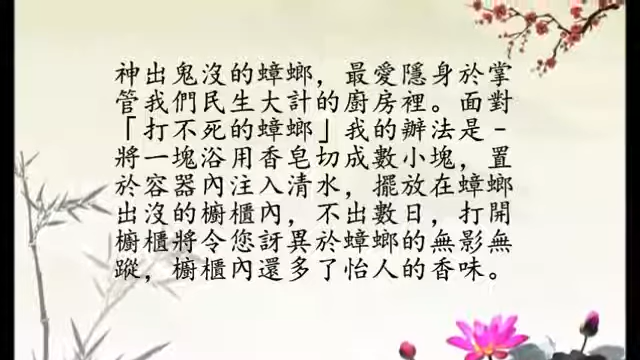 神出鬼沒的蟑螂，最愛隱身於掌
管我們民生大計的廚房裡。面對
「打不死的蟑螂」我的辦法是－
將一塊浴用香皂切成數小塊，置
於容器內注入清水，擺放在蟑螂
出沒的櫥櫃內，不出數日，打開
櫥櫃將令您訝異於蟑螂的無影無
蹤，櫥櫃內還多了怡人的香味。